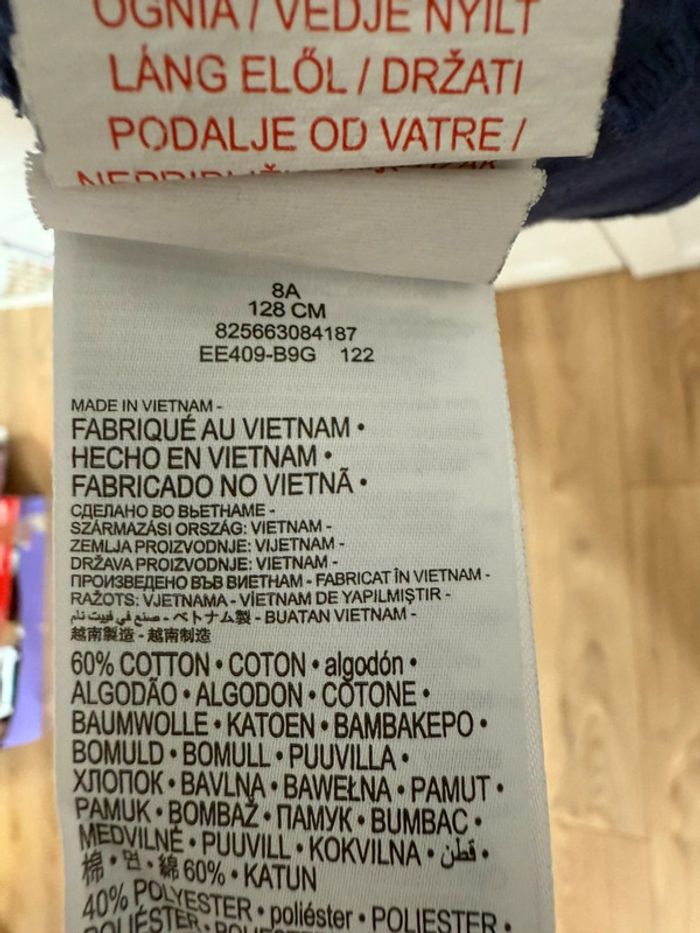 OGNIA / VEDJE NYÍLT
LÁNG ELŐL / DRŽATI
PODALJE OD VATRE /
8A
128 CM
825663084187
EE409-B9G 122
MADE IN VIETNAM -
FABRIQUÉ AU VIETNAM •
HECHO EN VIETNAM •
FABRICADO NO VIETNÃ •
СДЕЛАНО ВО ВЬЕТНАМЕ -
SZÁRMAZÁSI ORSZÁG: VIETNAM -
ZEMLJA PROIZVODNJE: VIJETNAM -
DRŽAVA PROIZVODNJE: VIETNAM -
ПРОИЗВЕДЕНО ВЪВ ВИЕТНАМ - FABRICAT ÎN VIETNAM -
RAŽOTS: VJETNAMA - VİETNAM DE YAPILMIŞTIR -
صنع في فييت نام - ベトナム製 - BUATAN VIETNAM -
越南製造 - 越南制造
60% COTTON • COTON • algodón •
ALGODÃO • ALGODON • COTONE •
BAUMWOLLE • KATOEN • BAMBAKEPO •
BOMULD • BOMULL • PUUVILLA •
ХЛОПОК • BAVLNA • BAWEŁNA • PAMUT •
PAMUK • BOMBAŽ • ПАМУК • BUMBAC •
MEDVILNĖ • PUUVILL • KOKVILNA • قطن •
棉 • 면 • 綿 60% • KATUN
40% POLYESTER • poliéster • POLIESTER •